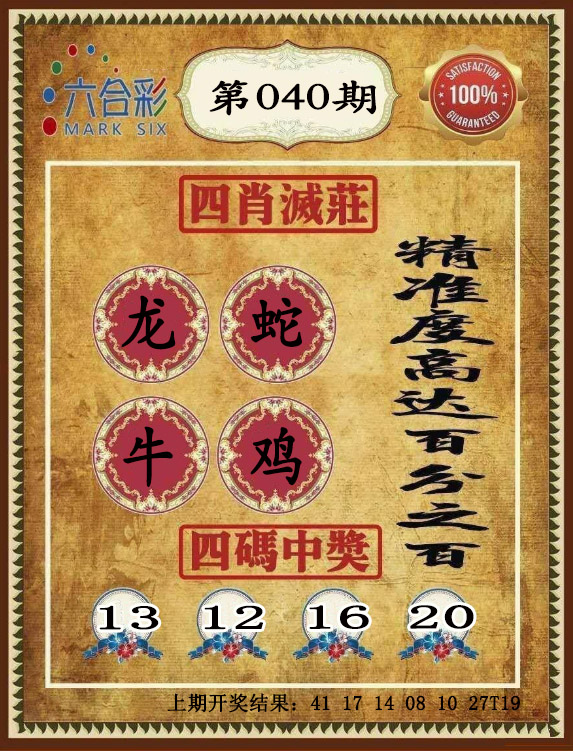 六合彩
MARK SIX
第040期
SATISFACTION
100%
GUARANTEED
四肖滅莊
龙
蛇
牛
鸡
精准度高达百分之百
四碼中獎
13 12 16 20
上期开奖结果：41 17 14 08 10 27T19